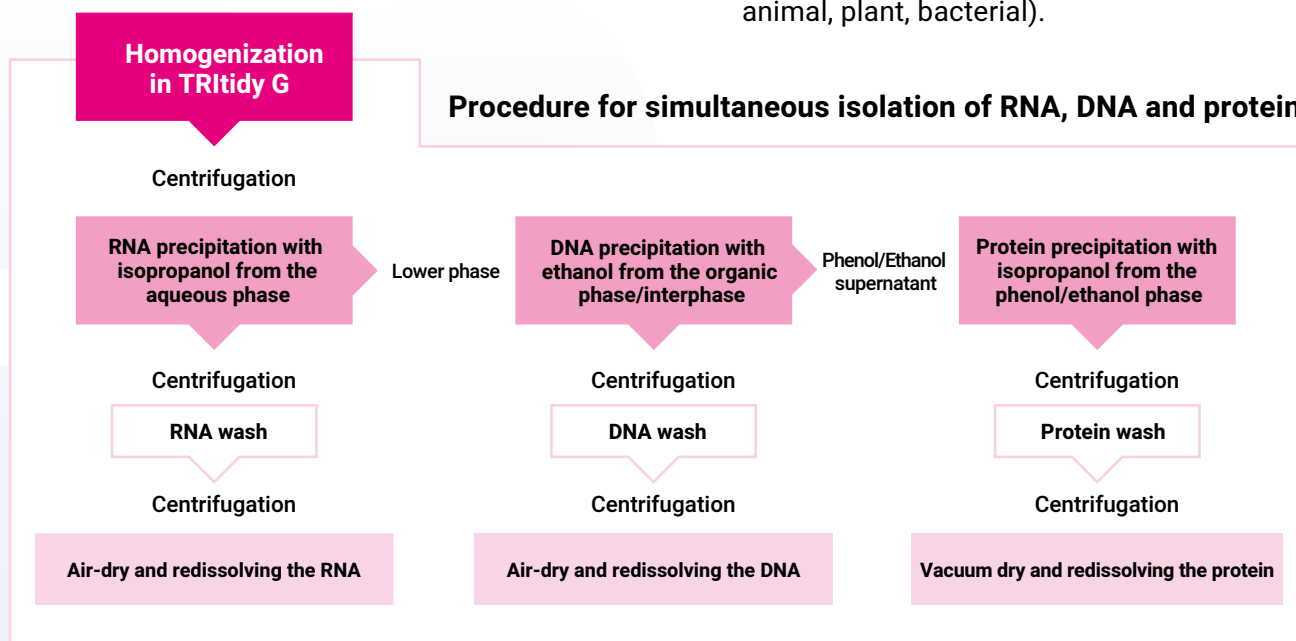 animal, plant, bacterial).
Homogenization
in TRItidy G
Procedure for simultaneous isolation of RNA, DNA and protein
Centrifugation
RNA precipitation with
isopropanol from the
aqueous phase
Lower phase
DNA precipitation with
ethanol from the organic
phase/interphase
Phenol/Ethanol
supernatant
Protein precipitation with
isopropanol from the
phenol/ethanol phase
Centrifugation
Centrifugation
Centrifugation
RNA wash
DNA wash
Protein wash
Centrifugation
Centrifugation
Centrifugation
Air-dry and redissolving the RNA
Air-dry and redissolving the DNA
Vacuum dry and redissolving the protein